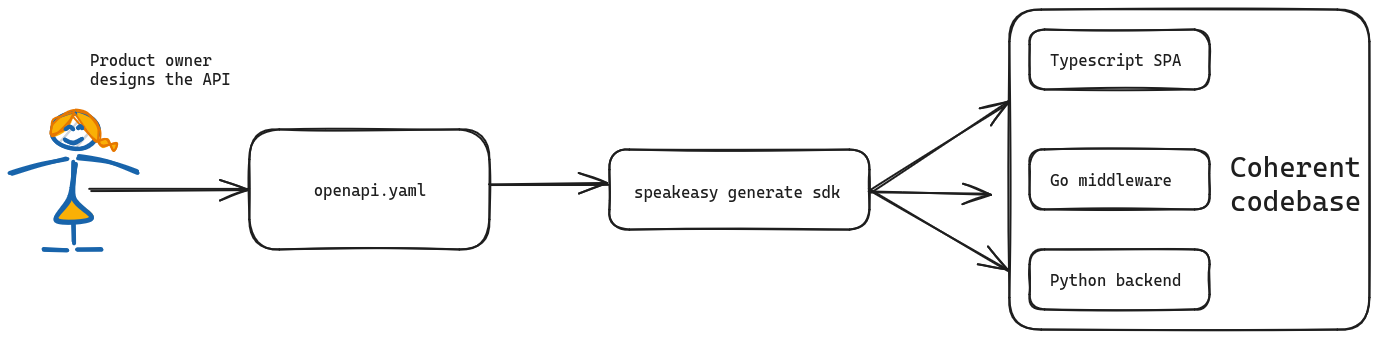 Product owner
designs the API
openapi.yaml
speakeasy generate sdk
Typescript SPA
Go middleware
Python backend
Coherent
codebase